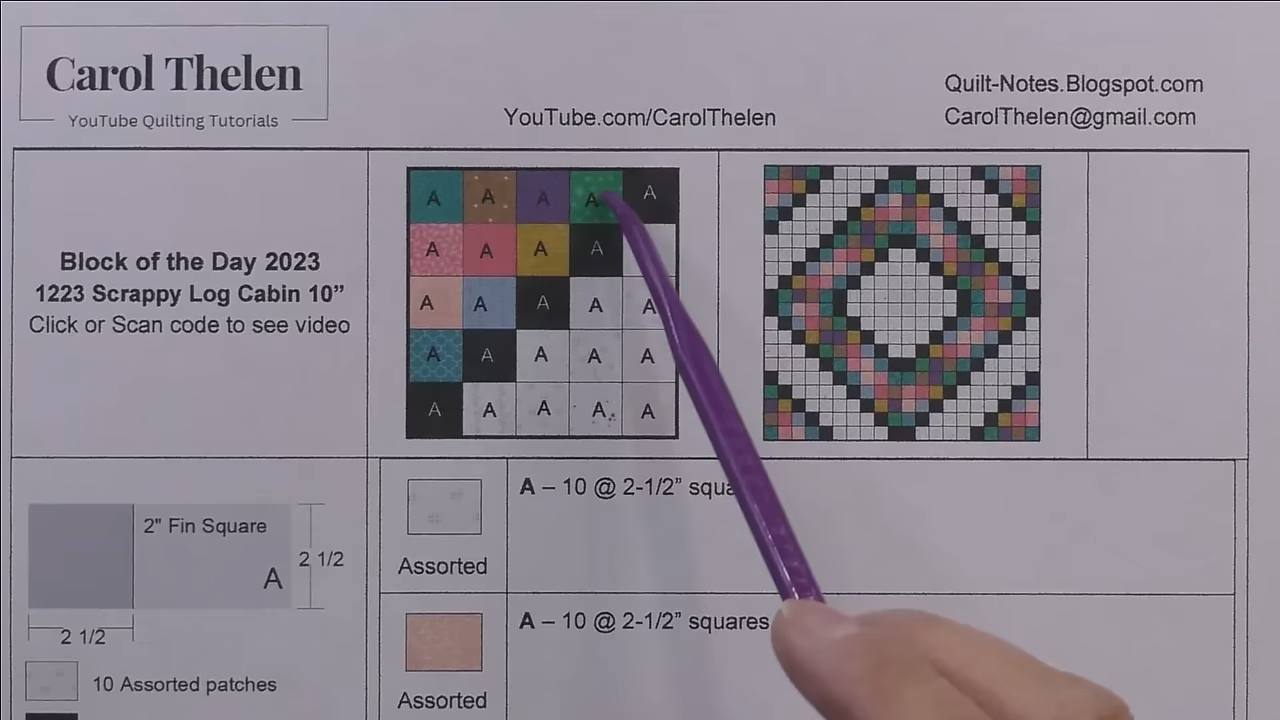 Carol Thelen
YouTube Quilting Tutorials
YouTube.com/CarolThelen
Quilt-Notes.Blogspot.com
CarolThelen@gmail.com
Block of the Day 2023
1223 Scrappy Log Cabin 10”
Click or Scan code to see video
A A A A A
A A A A
A A A A A
A A A A A
A A A A A
2" Fin Square
A
2 1/2
2 1/2
10 Assorted patches
A – 10 @ 2-1/2”
Assorted
A – 10 @ 2-1/2” squares
Assorted